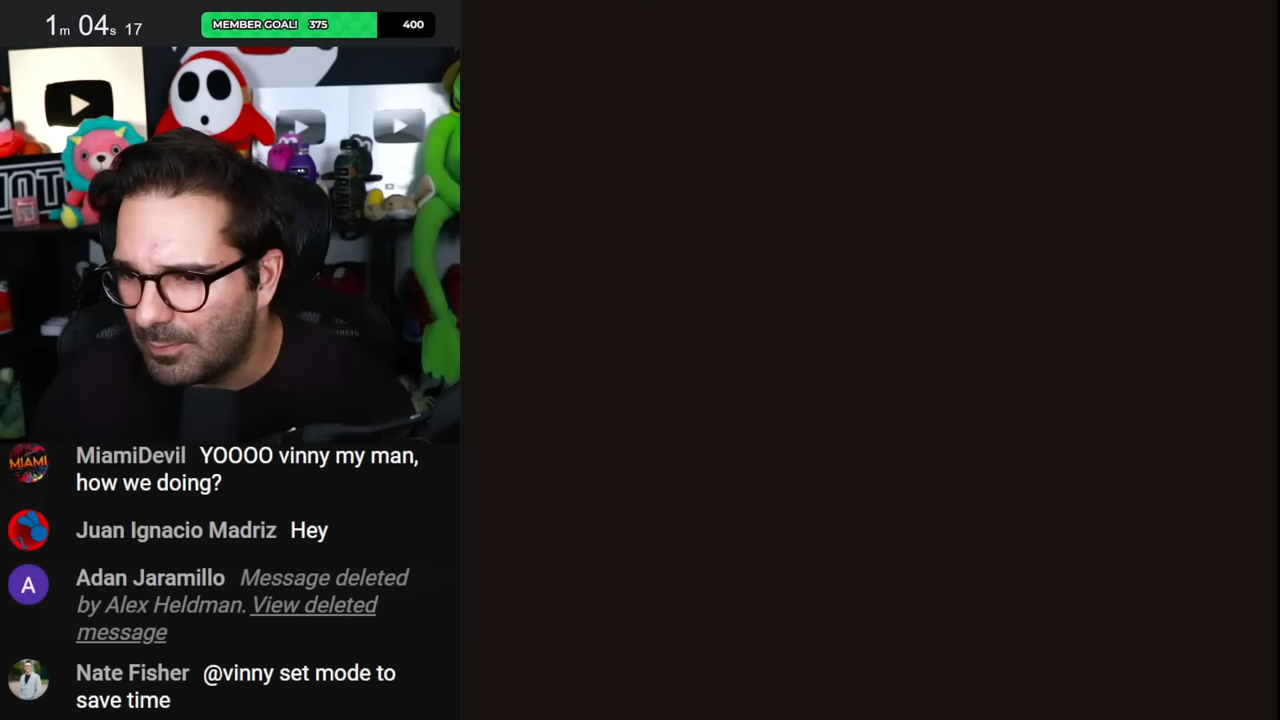 1m 04s 17
MEMBER GOAL! 375 400
MiamiDevil YOOOO vinny my man,
how we doing?
Juan Ignacio Madriz Hey
A Adan Jaramillo Message deleted
by Alex Heldman. View deleted
message
Nate Fisher @vinny set mode to
save time
MIAMI